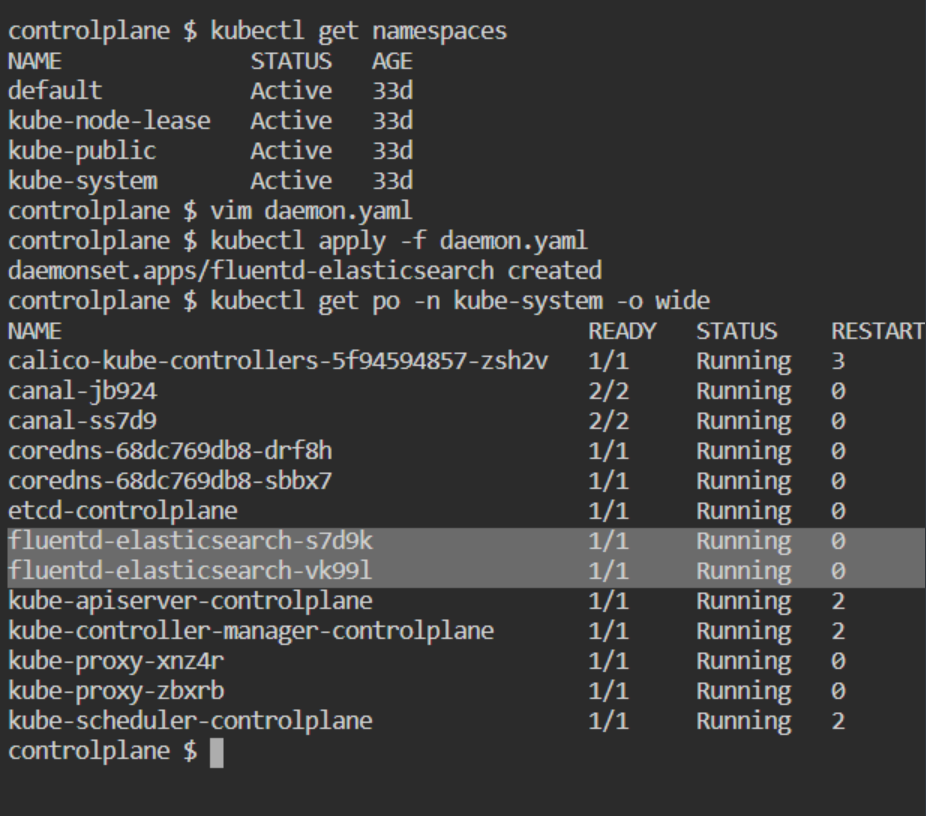 controlplane $ kubectl get namespaces
NAME STATUS AGE
default Active 33d
kube-node-lease Active 33d
kube-public Active 33d
kube-system Active 33d
controlplane $ vim daemon.yaml
controlplane $ kubectl apply -f daemon.yaml
daemonset.apps/fluentd-elasticsearch created
controlplane $ kubectl get po -n kube-system -o wide
NAME READY STATUS RESTART
calico-kube-controllers-5f94594857-zsh2v 1/1 Running 3
canal-jb924 2/2 Running 0
canal-ss7d9 2/2 Running 0
coredns-68dc769db8-drf8h 1/1 Running 0
coredns-68dc769db8-sbbx7 1/1 Running 0
etcd-controlplane 1/1 Running 0
fluentd-elasticsearch-s7d9k 1/1 Running 0
fluentd-elasticsearch-vk99l 1/1 Running 0
kube-apiserver-controlplane 1/1 Running 2
kube-controller-manager-controlplane 1/1 Running 2
kube-proxy-xnz4r 1/1 Running 0
kube-proxy-zbxrb 1/1 Running 0
kube-scheduler-controlplane 1/1 Running 2
controlplane $